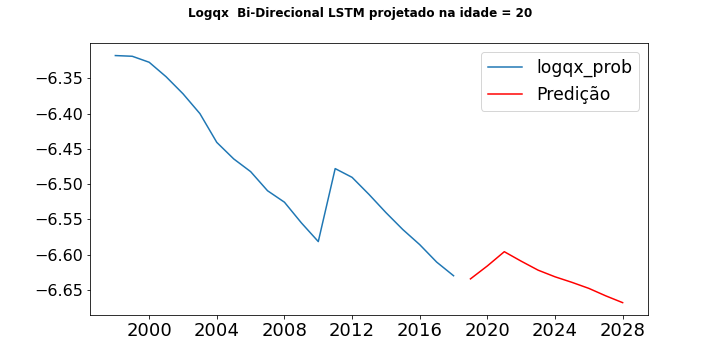 Logqx  Bi-Direcional LSTM projetado na idade = 20
logqx_prob
Predição
−6.35
−6.40
−6.45
−6.50
−6.55
−6.60
−6.65
2000 2004 2008 2012 2016 2020 2024 2028